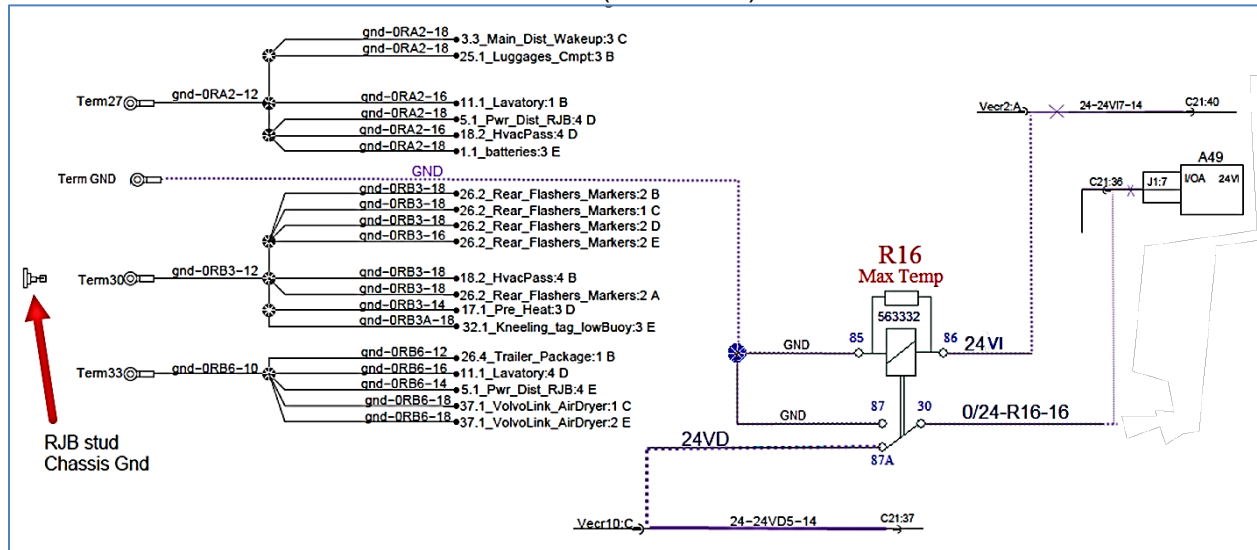 gnd-0RA2-18
3.3_Main_Dist_Wakeup:3 C
gnd-0RA2-18
25.1_Luggages_Cmpt:3 B
Term27
gnd-0RA2-12
gnd-0RA2-16
11.1_Lavatory:1 B
gnd-0RA2-18
5.1_Pwr_Dist_RJB:4 D
gnd-0RA2-16
18.2_HvacPass:4 D
gnd-0RA2-18
1.1_batteries:3 E
Term GND
GND
gnd-0RB3-18
26.2_Rear_Flashers_Markers:2 B
gnd-0RB3-18
26.2_Rear_Flashers_Markers:1 C
gnd-0RB3-18
26.2_Rear_Flashers_Markers:2 D
gnd-0RB3-16
26.2_Rear_Flashers_Markers:2 E
Term30
gnd-0RB3-12
gnd-0RB3-18
18.2_HvacPass:4 B
gnd-0RB3-18
26.2_Rear_Flashers_Markers:2 A
gnd-0RB3-14
17.1_Pre_Heat:3 D
gnd-0RB3A-18
32.1_Kneeling_tag_lowBuoy:3 E
Term33
gnd-0RB6-10
gnd-0RB6-12
26.4_Trailer_Package:1 B
gnd-0RB6-16
11.1_Lavatory:4 D
gnd-0RB6-14
5.1_Pwr_Dist_RJB:4 E
gnd-0RB6-18
37.1_VolvoLink_AirDryer:1 C
gnd-0RB6-18
37.1_VolvoLink_AirDryer:2 E
RJB stud
Chassis Gnd
Vecr2:A
24-24VI7-14
C21:40
A49
C21:36
J1:7
I/OA
24VI
R16
Max Temp
563332
GND
85
86
24VI
GND
87
30
0/24-R16-16
24VD
87A
Vecr10:C
24-24VD5-14
C21:37